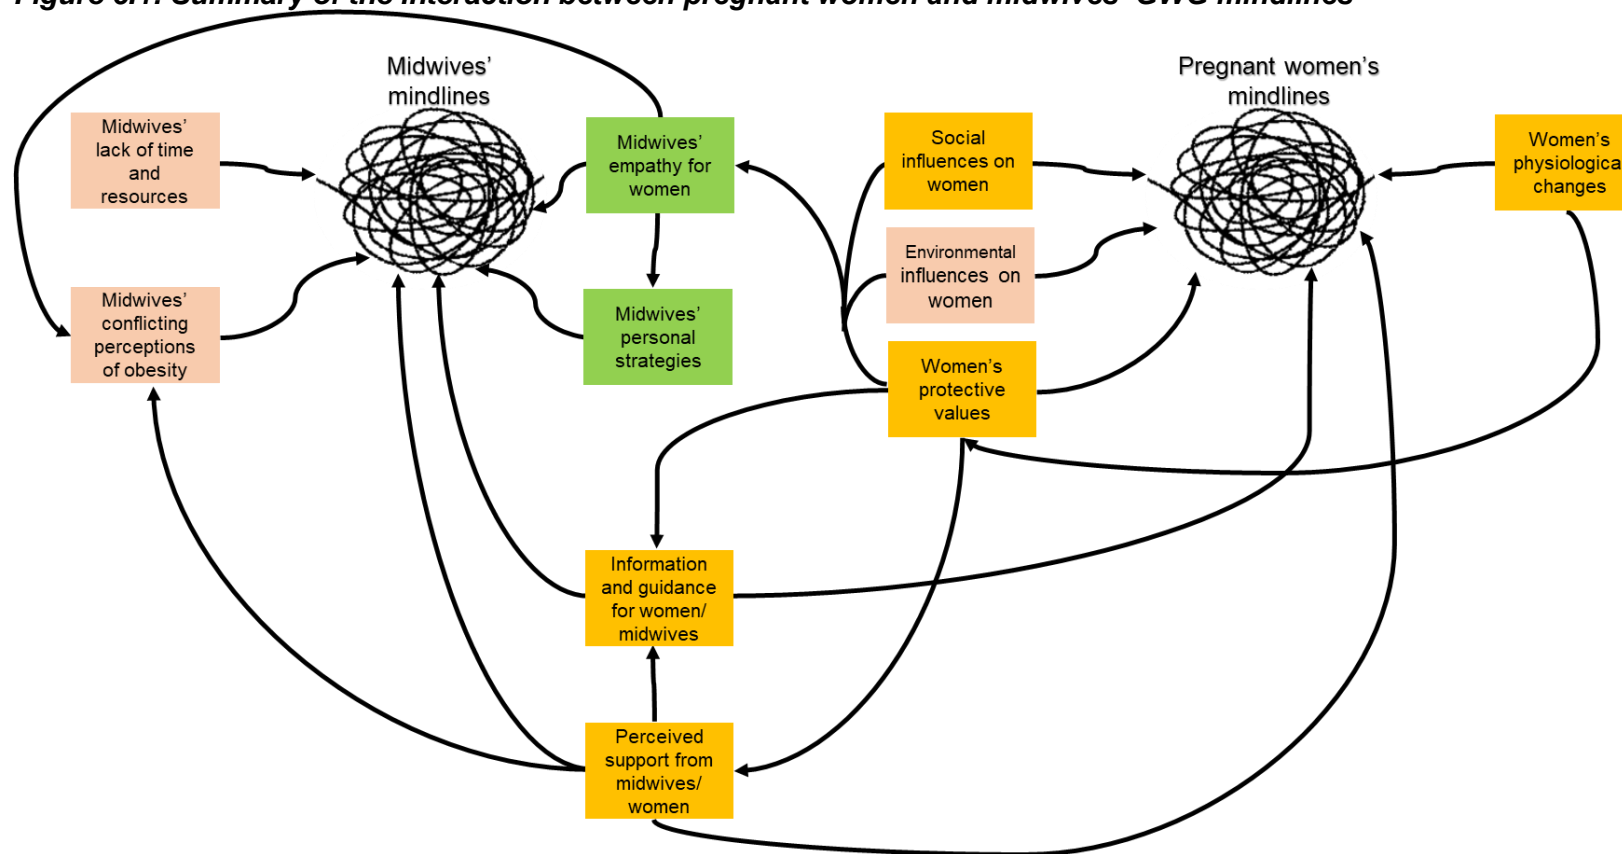 Midwives'
mindlines
Pregnant women's
mindlines
Midwives'
lack of time
and
resources
Midwives'
empathy for
women
Social
influences on
women
Women's
physiologica
changes
Environmental
influences on
women
Midwives'
conflicting
perceptions
of obesity
Midwives'
personal
strategies
Women's
protective
values
Information
and guidance
for women/
midwives
Perceived
support from
midwives/
women